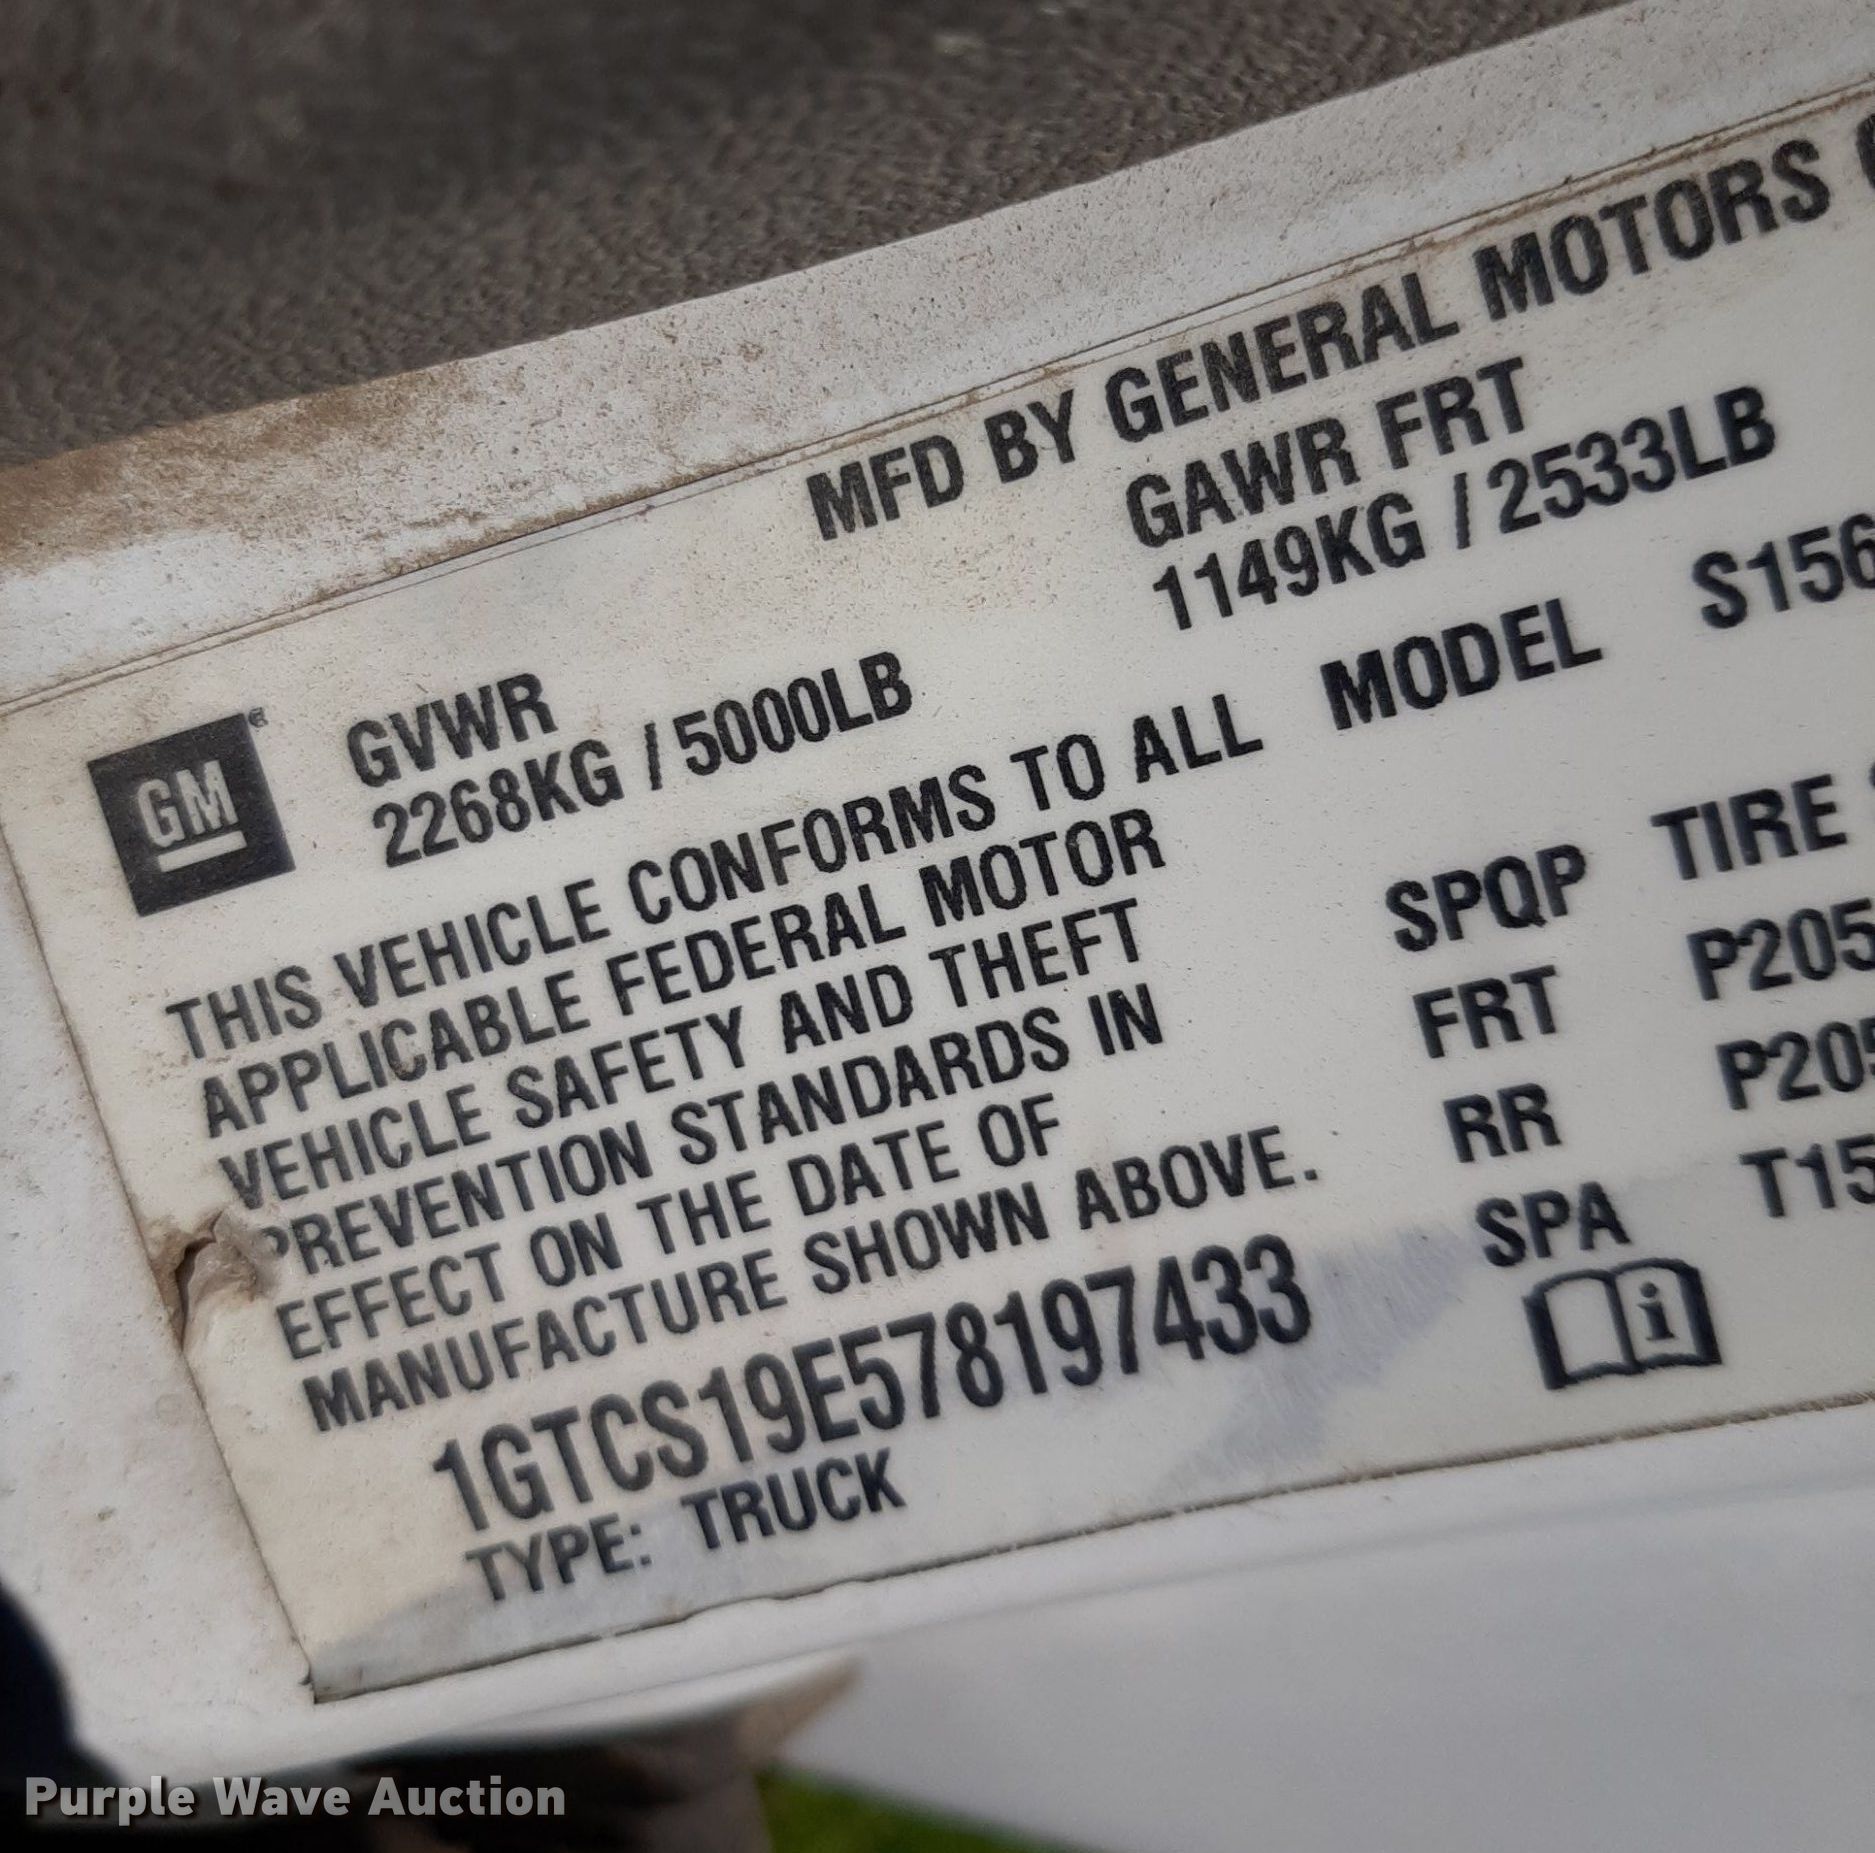 MFD BY GENERAL MOTORS
GVWR
2268KG / 5000LB
GAWR FRT
1149KG / 2533LB
GM
THIS VEHICLE CONFORMS TO ALL
APPLICABLE FEDERAL MOTOR
VEHICLE SAFETY AND THEFT
PREVENTION STANDARDS IN
EFFECT ON THE DATE OF
MANUFACTURE SHOWN ABOVE.
1GTCS19E578197433
TYPE: TRUCK
MODEL S156
SPQP TIRE
FRT P205
RR P205
SPA T15
i
Purple Wave Auction